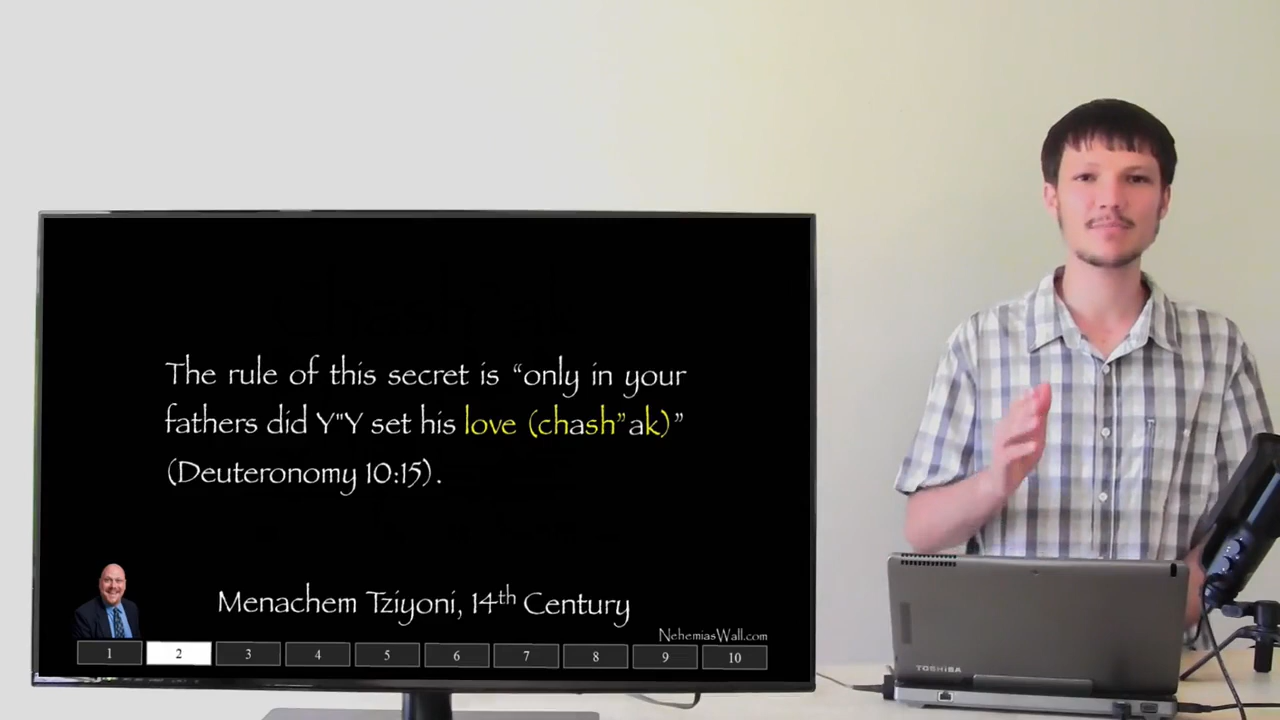 The rule of this secret is “only in your
fathers did Y"Y set his love (chash”ak)”
(Deuteronomy 10:15).
Menachem Tziyoni, 14th Century
NehemiasWall.com
1 2 3 4 5 6 7 8 9 10
TOSHIBA